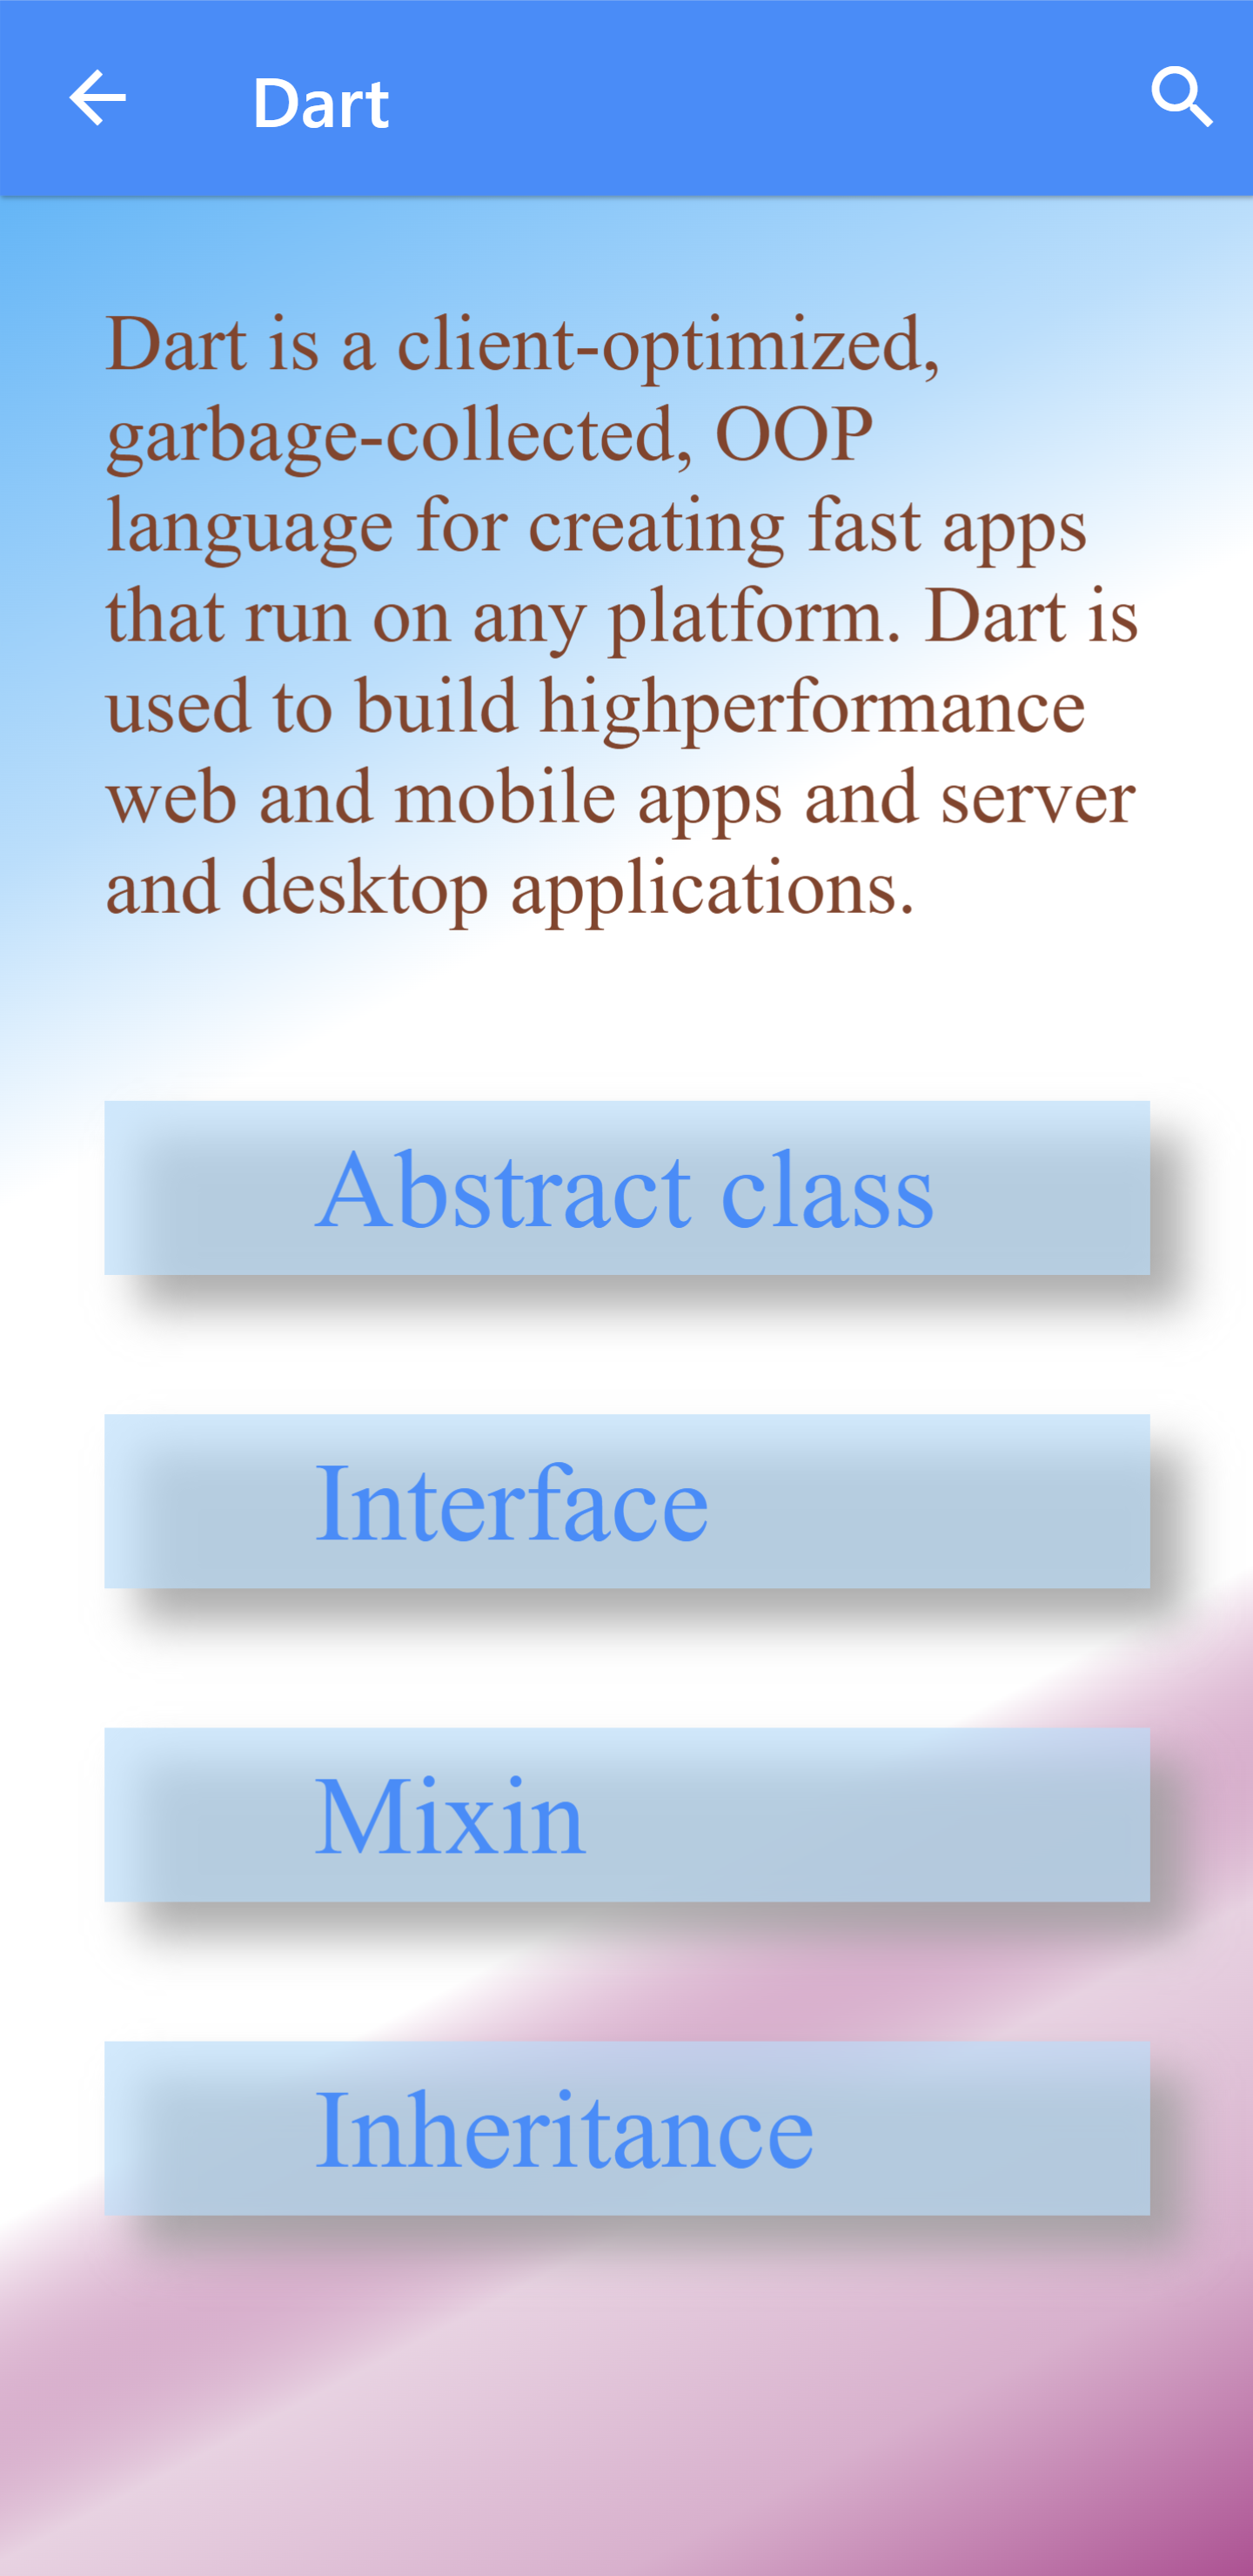 Dart
Dart is a client-optimized,
garbage-collected, OOP
language for creating fast apps
that run on any platform. Dart is
used to build highperformance
web and mobile apps and server
and desktop applications.
Abstract class
Interface
Mixin
Inheritance